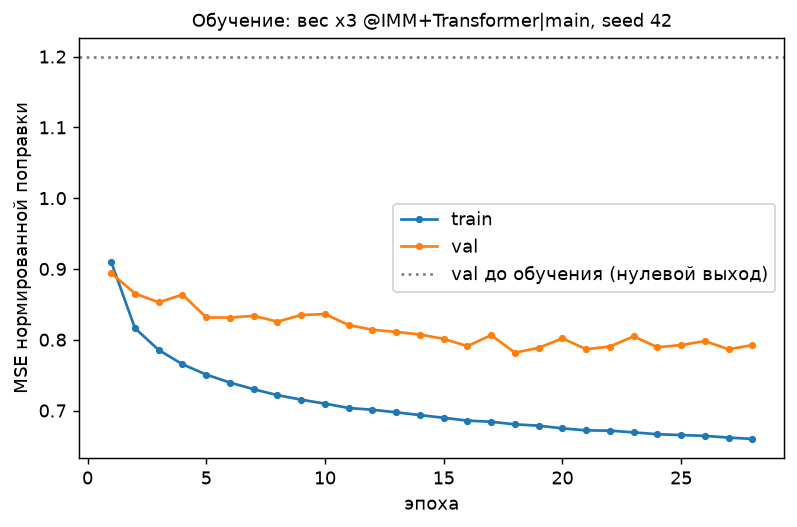 Обучение: вес x3 @IMM+Transformer|main, seed 42
MSE нормированной поправки
1.2
1.1
1.0
0.9
0.8
0.7
train
val
val до обучения (нулевой выход)
0 5 10 15 20 25
эпоха